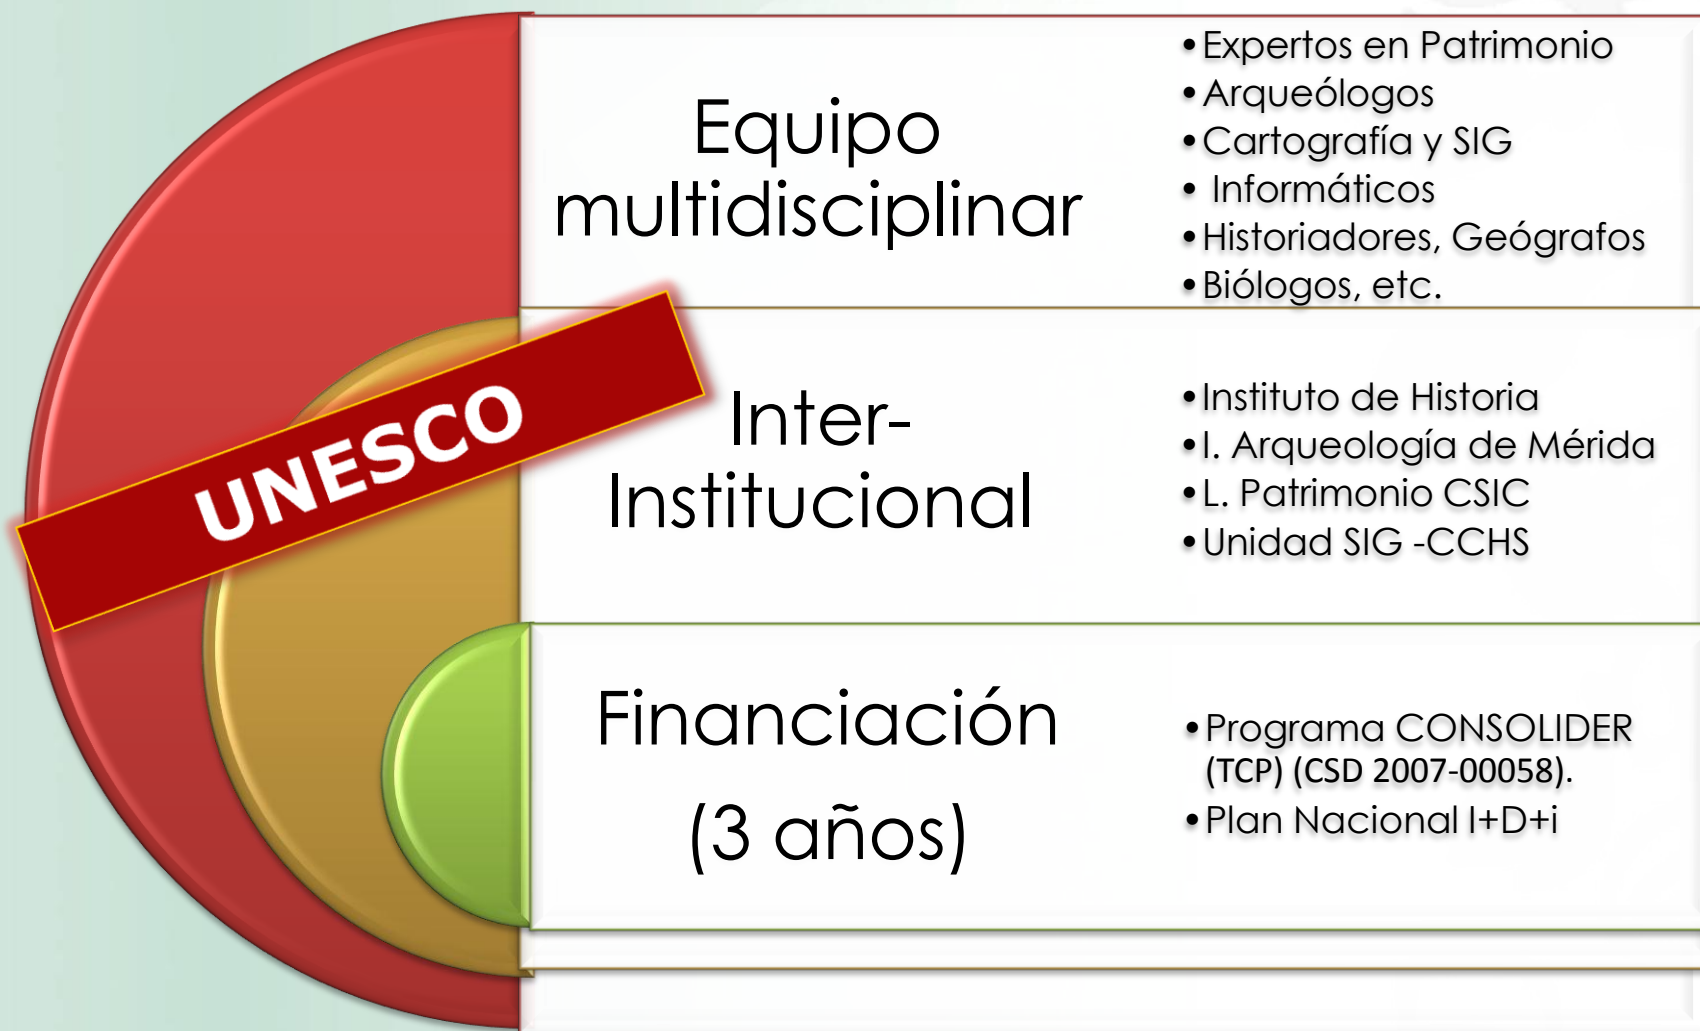 Equipo
multidisciplinar
•Expertos en Patrimonio
•Arqueólogos
•Cartografía y SIG
• Informáticos
•Historiadores, Geógrafos
•Biólogos, etc.
UNESCO
Inter-
Institucional
•Instituto de Historia
•I. Arqueología de Mérida
•L. Patrimonio CSIC
•Unidad SIG -CCHS
Financiación
(3 años)
•Programa CONSOLIDER
(TCP) (CSD 2007-00058).
•Plan Nacional I+D+i